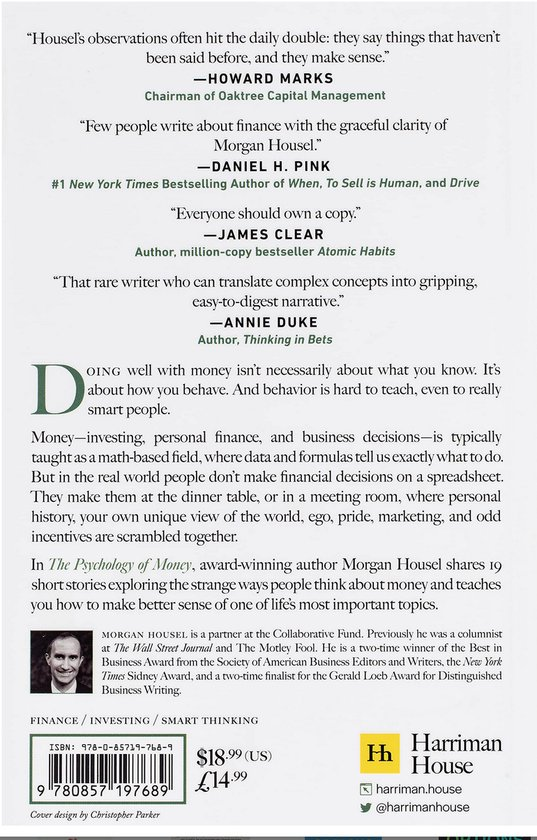 “Housel’s observations often hit the daily double: they say things that haven’t
been said before, and they make sense.”
—HOWARD MARKS
Chairman of Oaktree Capital Management
“Few people write about finance with the graceful clarity of
Morgan Housel.”
—DANIEL H. PINK
#1 New York Times Bestselling Author of When, To Sell is Human, and Drive
“Everyone should own a copy.”
—JAMES CLEAR
Author, million-copy bestseller Atomic Habits
“That rare writer who can translate complex concepts into gripping,
easy-to-digest narrative.”
—ANNIE DUKE
Author, Thinking in Bets
DOING well with money isn’t necessarily about what you know. It’s
about how you behave. And behavior is hard to teach, even to really
smart people.
Money—investing, personal finance, and business decisions—is typically
taught as a math-based field, where data and formulas tell us exactly what to do.
But in the real world people don’t make financial decisions on a spreadsheet.
They make them at the dinner table, or in a meeting room, where personal
history, your own unique view of the world, ego, pride, marketing, and odd
incentives are scrambled together.
In The Psychology of Money, award-winning author Morgan Housel shares 19
short stories exploring the strange ways people think about money and teaches
you how to make better sense of one of life’s most important topics.
MORGAN HOUSEL is a partner at the Collaborative Fund. Previously he was a columnist
at The Wall Street Journal and The Motley Fool. He is a two-time winner of the Best in
Business Award from the Society of American Business Editors and Writers, the New York
Times Sidney Award, and a two-time finalist for the Gerald Loeb Award for Distinguished
Business Writing.
FINANCE / INVESTING / SMART THINKING
ISBN: 978-0-85719-768-9
9 780857 197689
$18.99 (US)
£14.99
Hh Harriman
House
harriman.house
@harrimanhouse
Cover design by Christopher Parker